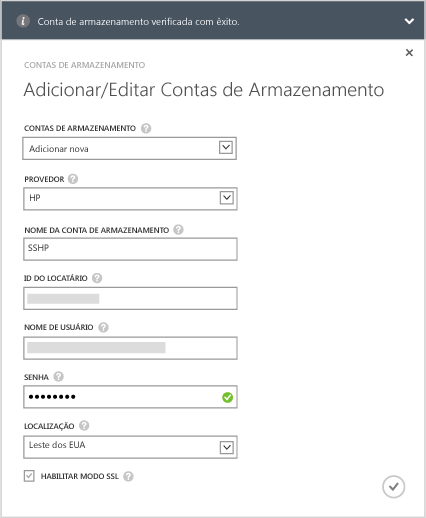 Conta de armazenamento verificada com êxito.
CONTAS DE ARMAZENAMENTO
Adicionar/Editar Contas de Armazenamento
CONTAS DE ARMAZENAMENTO
Adicionar nova
PROVEDOR
HP
NOME DA CONTA DE ARMAZENAMENTO
SSHP
ID DO LOCATÁRIO
NOME DE USUÁRIO
SENHA
••••••••
LOCALIZAÇÃO
Leste dos EUA
HABILITAR MODO SSL